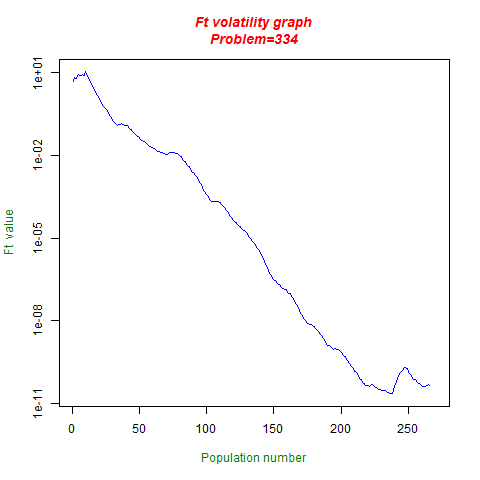 Ft volatility graph
Problem=334
Ft value
1e+01
1e-02
1e-05
1e-08
1e-11
0 50 100 150 200 250
Population number